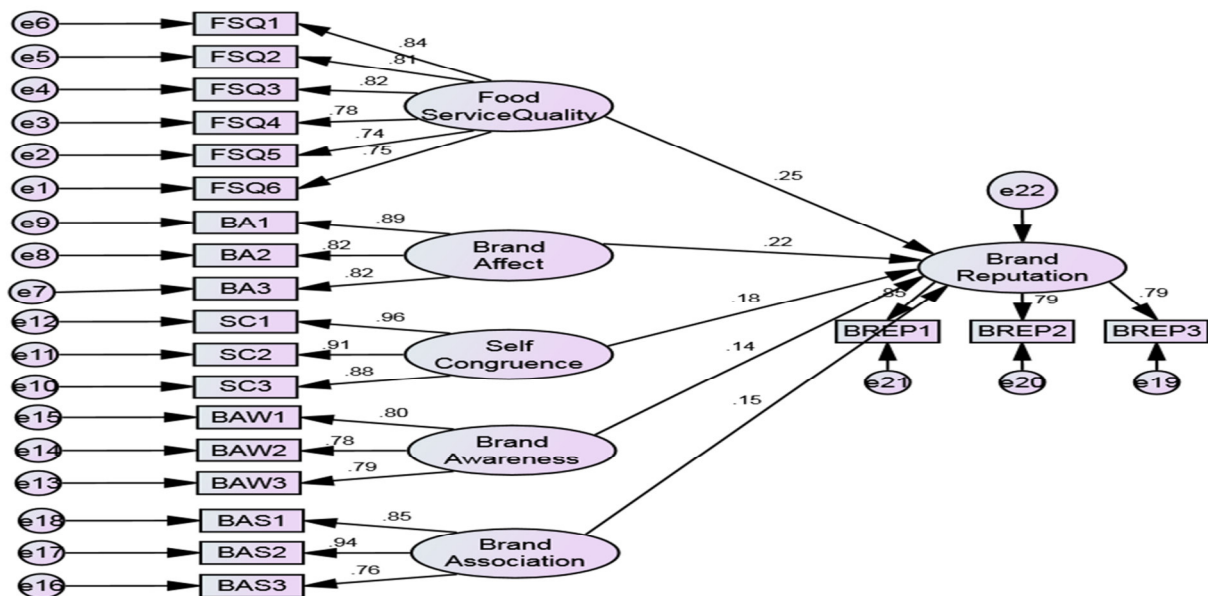 e6
FSQ1
.84
e5
FSQ2
.81
e4
FSQ3
.82
Food
ServiceQuality
e3
FSQ4
.78
e2
FSQ5
.74
e1
FSQ6
.75
.25
e22
e9
BA1
.89
e8
BA2
.82
Brand
Affect
.22
e7
BA3
.82
Brand
Reputation
e12
SC1
.96
.18
.85
.79
.79
e11
SC2
.91
Self
Congruence
BREP1
BREP2
BREP3
e10
SC3
.88
.14
e21
e20
e19
e15
BAW1
.80
.15
e14
BAW2
.78
Brand
Awareness
e13
BAW3
.79
e18
BAS1
.85
e17
BAS2
.94
Brand
Association
e16
BAS3
.76